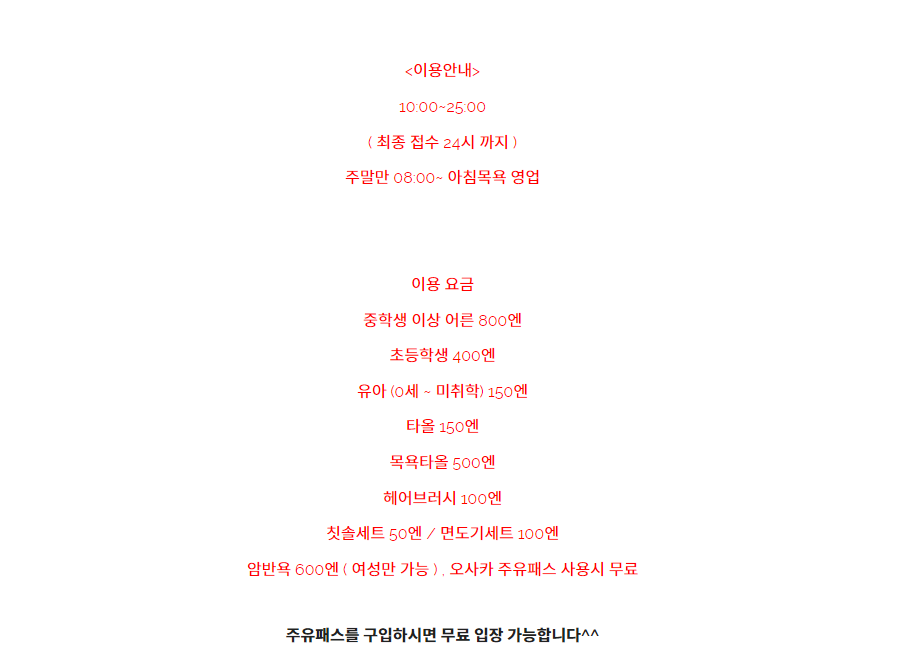 <이용안내>
10:00~25:00
( 최종 접수 24시 까지 )
주말만 08:00~ 아침목욕 영업
이용 요금
중학생 이상 어른 800엔
초등학생 400엔
유아 (0세 ~ 미취학) 150엔
타올 150엔
목욕타올 500엔
헤어브러시 100엔
칫솔세트 50엔 / 면도기세트 100엔
암반욕 600엔 ( 여성만 가능 ) , 오사카 주유패스 사용시 무료
주유패스를 구입하시면 무료 입장 가능합니다^^